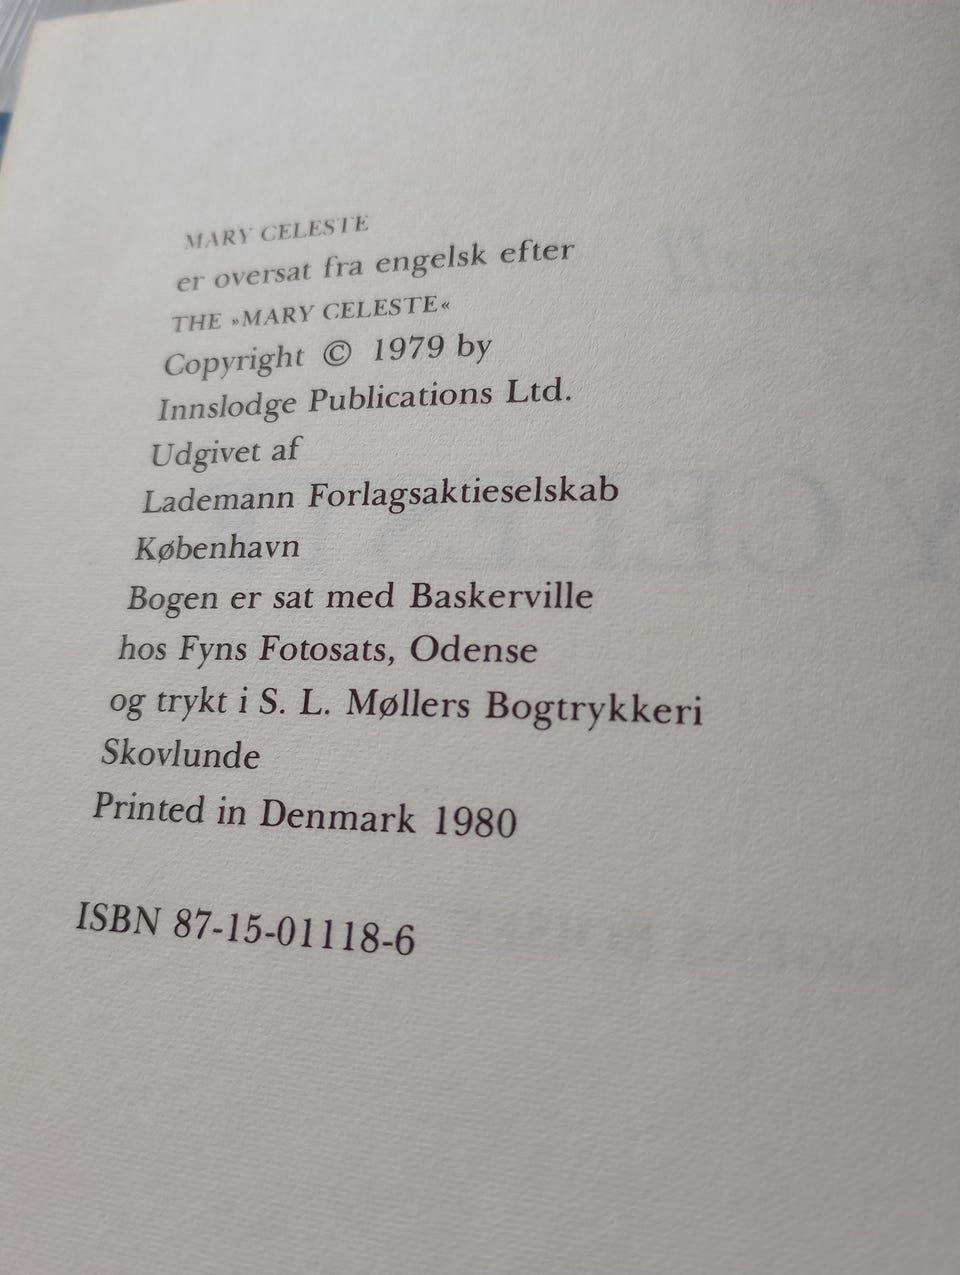 MARY CELESTE
er oversat fra engelsk efter
THE »MARY CELESTE«
Copyright © 1979 by
Innslodge Publications Ltd.
Udgivet af
Lademann Forlagsaktieselskab
København
Bogen er sat med Baskerville
hos Fyns Fotosats, Odense
og trykt i S. L. Møllers Bogtrykkeri
Skovlunde
Printed in Denmark 1980
ISBN 87-15-01118-6